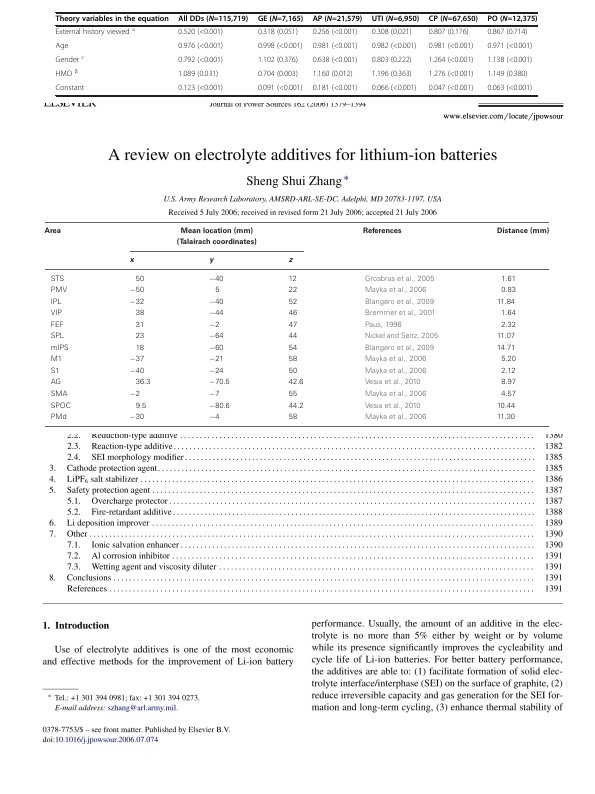 Theory variables in the equation All DDs (N=115,719) GE (N=7,165) AP (N=21,579) UTI (N=6,950) CP (N=67,650) PO (N=12,375)
External history viewed a 0.520 (<0.001) 0.318 (0.051) 0.256 (<0.001) 0.308 (0.021) 0.807 (0.176) 0.867 (0.714)
Age 0.976 (<0.001) 0.998 (<0.001) 0.981 (<0.001) 0.982 (<0.001) 0.981 (<0.001) 0.971 (<0.001)
Gender c 0.792 (<0.001) 1.102 (0.376) 0.638 (<0.001) 0.803 (0.222) 1.264 (<0.001) 1.138 (<0.001)
HMO β 1.089 (0.031) 0.704 (0.003) 1.160 (0.012) 1.196 (0.363) 1.276 (<0.001) 1.149 (0.380)
Constant 0.123 (<0.001) 0.091 (<0.001) 0.181 (<0.001) 0.066 (<0.001) 0.047 (<0.001) 0.063 (<0.001)
ELSEVIER Journal of Power Sources 162 (2006) 1379–1394
www.elsevier.com/locate/jpowsour
A review on electrolyte additives for lithium-ion batteries
Sheng Shui Zhang *
U.S. Army Research Laboratory, AMSRD-ARL-SE-DC, Adelphi, MD 20783-1197, USA
Received 5 July 2006; received in revised form 21 July 2006; accepted 21 July 2006
Area Mean location (mm) References Distance (mm)
(Talairach coordinates)
x y z
STS 50 −40 12 Grosbras et al., 2005 1.61
PMV −50 5 22 Mayka et al., 2006 0.83
IPL −32 −40 52 Blangero et al., 2009 11.84
VIP 38 −44 46 Bremmer et al., 2001 1.64
FEF 31 −2 47 Paus, 1996 2.32
SPL 23 −64 44 Nickel and Seitz, 2005 11.07
mIPS 18 −60 54 Blangero et al., 2009 14.71
M1 −37 −21 58 Mayka et al., 2006 5.20
S1 −40 −24 50 Mayka et al., 2006 2.12
AG 36.3 −70.5 42.6 Vesia et al., 2010 8.97
SMA −2 −7 55 Mayka et al., 2006 4.57
SPOC 9.5 −80.6 44.2 Vesia et al., 2010 10.44
PMd −30 −4 58 Mayka et al., 2006 11.30
2.2. Reduction-type additive 1380
2.3. Reaction-type additive 1382
2.4. SEI morphology modifier 1385
3. Cathode protection agent 1385
4. LiPF6 salt stabilizer 1386
5. Safety protection agent 1387
5.1. Overcharge protector 1387
5.2. Fire-retardant additive 1388
6. Li deposition improver 1389
7. Other 1390
7.1. Ionic salvation enhancer 1390
7.2. Al corrosion inhibitor 1391
7.3. Wetting agent and viscosity diluter 1391
8. Conclusions 1391
References 1391
1. Introduction
Use of electrolyte additives is one of the most economic
and effective methods for the improvement of Li-ion battery
* Tel.: +1 301 394 0981; fax: +1 301 394 0273.
E-mail address: szhang@arl.army.mil.
0378-7753/$ – see front matter. Published by Elsevier B.V.
doi:10.1016/j.jpowsour.2006.07.074
performance. Usually, the amount of an additive in the elec-
trolyte is no more than 5% either by weight or by volume
while its presence significantly improves the cycleability and
cycle life of Li-ion batteries. For better battery performance,
the additives are able to: (1) facilitate formation of solid elec-
trolyte interface/interphase (SEI) on the surface of graphite, (2)
reduce irreversible capacity and gas generation for the SEI for-
mation and long-term cycling, (3) enhance thermal stability of